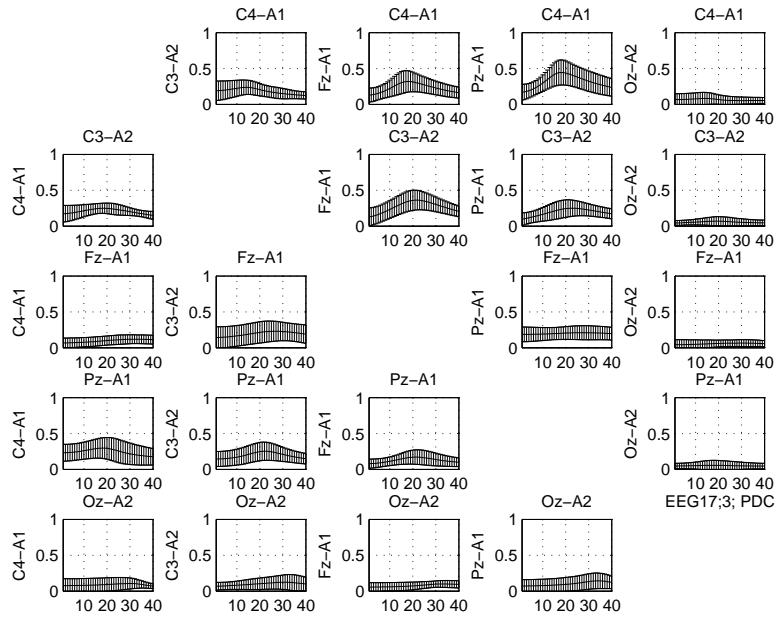 C4−A1 C4−A1 C4−A1 C4−A1
C3−A2 1 0.5 0 Fz−A1 1 0.5 0 Pz−A1 1 0.5 0 Oz−A2 1 0.5 0
10 20 30 40 10 20 30 40 10 20 30 40 10 20 30 40
C3−A2 C3−A2 C3−A2 C3−A2
C4−A1 1 0.5 0 Fz−A1 1 0.5 0 Pz−A1 1 0.5 0 Oz−A2 1 0.5 0
10 20 30 40 10 20 30 40 10 20 30 40 10 20 30 40
Fz−A1 Fz−A1 Fz−A1 Fz−A1
C4−A1 1 0.5 0 C3−A2 1 0.5 0 Pz−A1 1 0.5 0 Oz−A2 1 0.5 0
10 20 30 40 10 20 30 40 10 20 30 40 10 20 30 40
Pz−A1 Pz−A1 Pz−A1 Pz−A1
C4−A1 1 0.5 0 C3−A2 1 0.5 0 Fz−A1 1 0.5 0 Oz−A2 1 0.5 0
10 20 30 40 10 20 30 40 10 20 30 40 EEG17;3; PDC
Oz−A2 Oz−A2 Oz−A2 Oz−A2
C4−A1 1 0.5 0 C3−A2 1 0.5 0 Fz−A1 1 0.5 0 Pz−A1 1 0.5 0
10 20 30 40 10 20 30 40 10 20 30 40 10 20 30 40